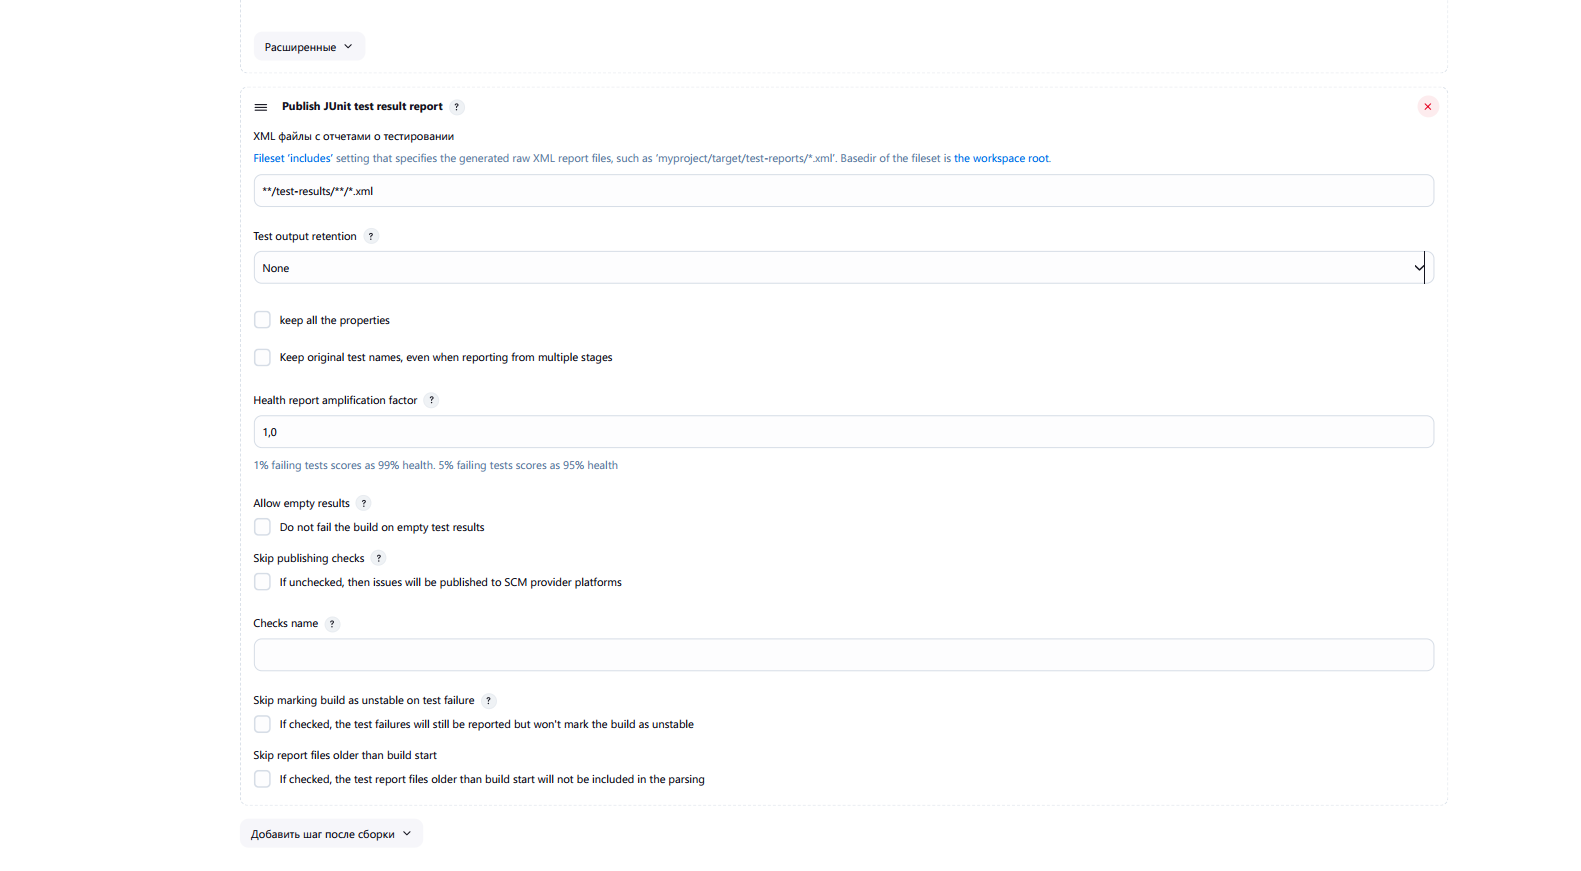 Расширенные
Publish JUnit test result report ?
XML файлы с отчетами о тестировании
Fileset 'includes' setting that specifies the generated raw XML report files, such as 'myproject/target/test-reports/*.xml'. Basedir of the fileset is the workspace root.
**/test-results/**/*.xml
Test output retention ?
None
keep all the properties
Keep original test names, even when reporting from multiple stages
Health report amplification factor ?
1,0
1% failing tests scores as 99% health. 5% failing tests scores as 95% health
Allow empty results ?
Do not fail the build on empty test results
Skip publishing checks ?
If unchecked, then issues will be published to SCM provider platforms
Checks name ?
Skip marking build as unstable on test failure ?
If checked, the test failures will still be reported but won't mark the build as unstable
Skip report files older than build start
If checked, the test report files older than build start will not be included in the parsing
Добавить шаг после сборки